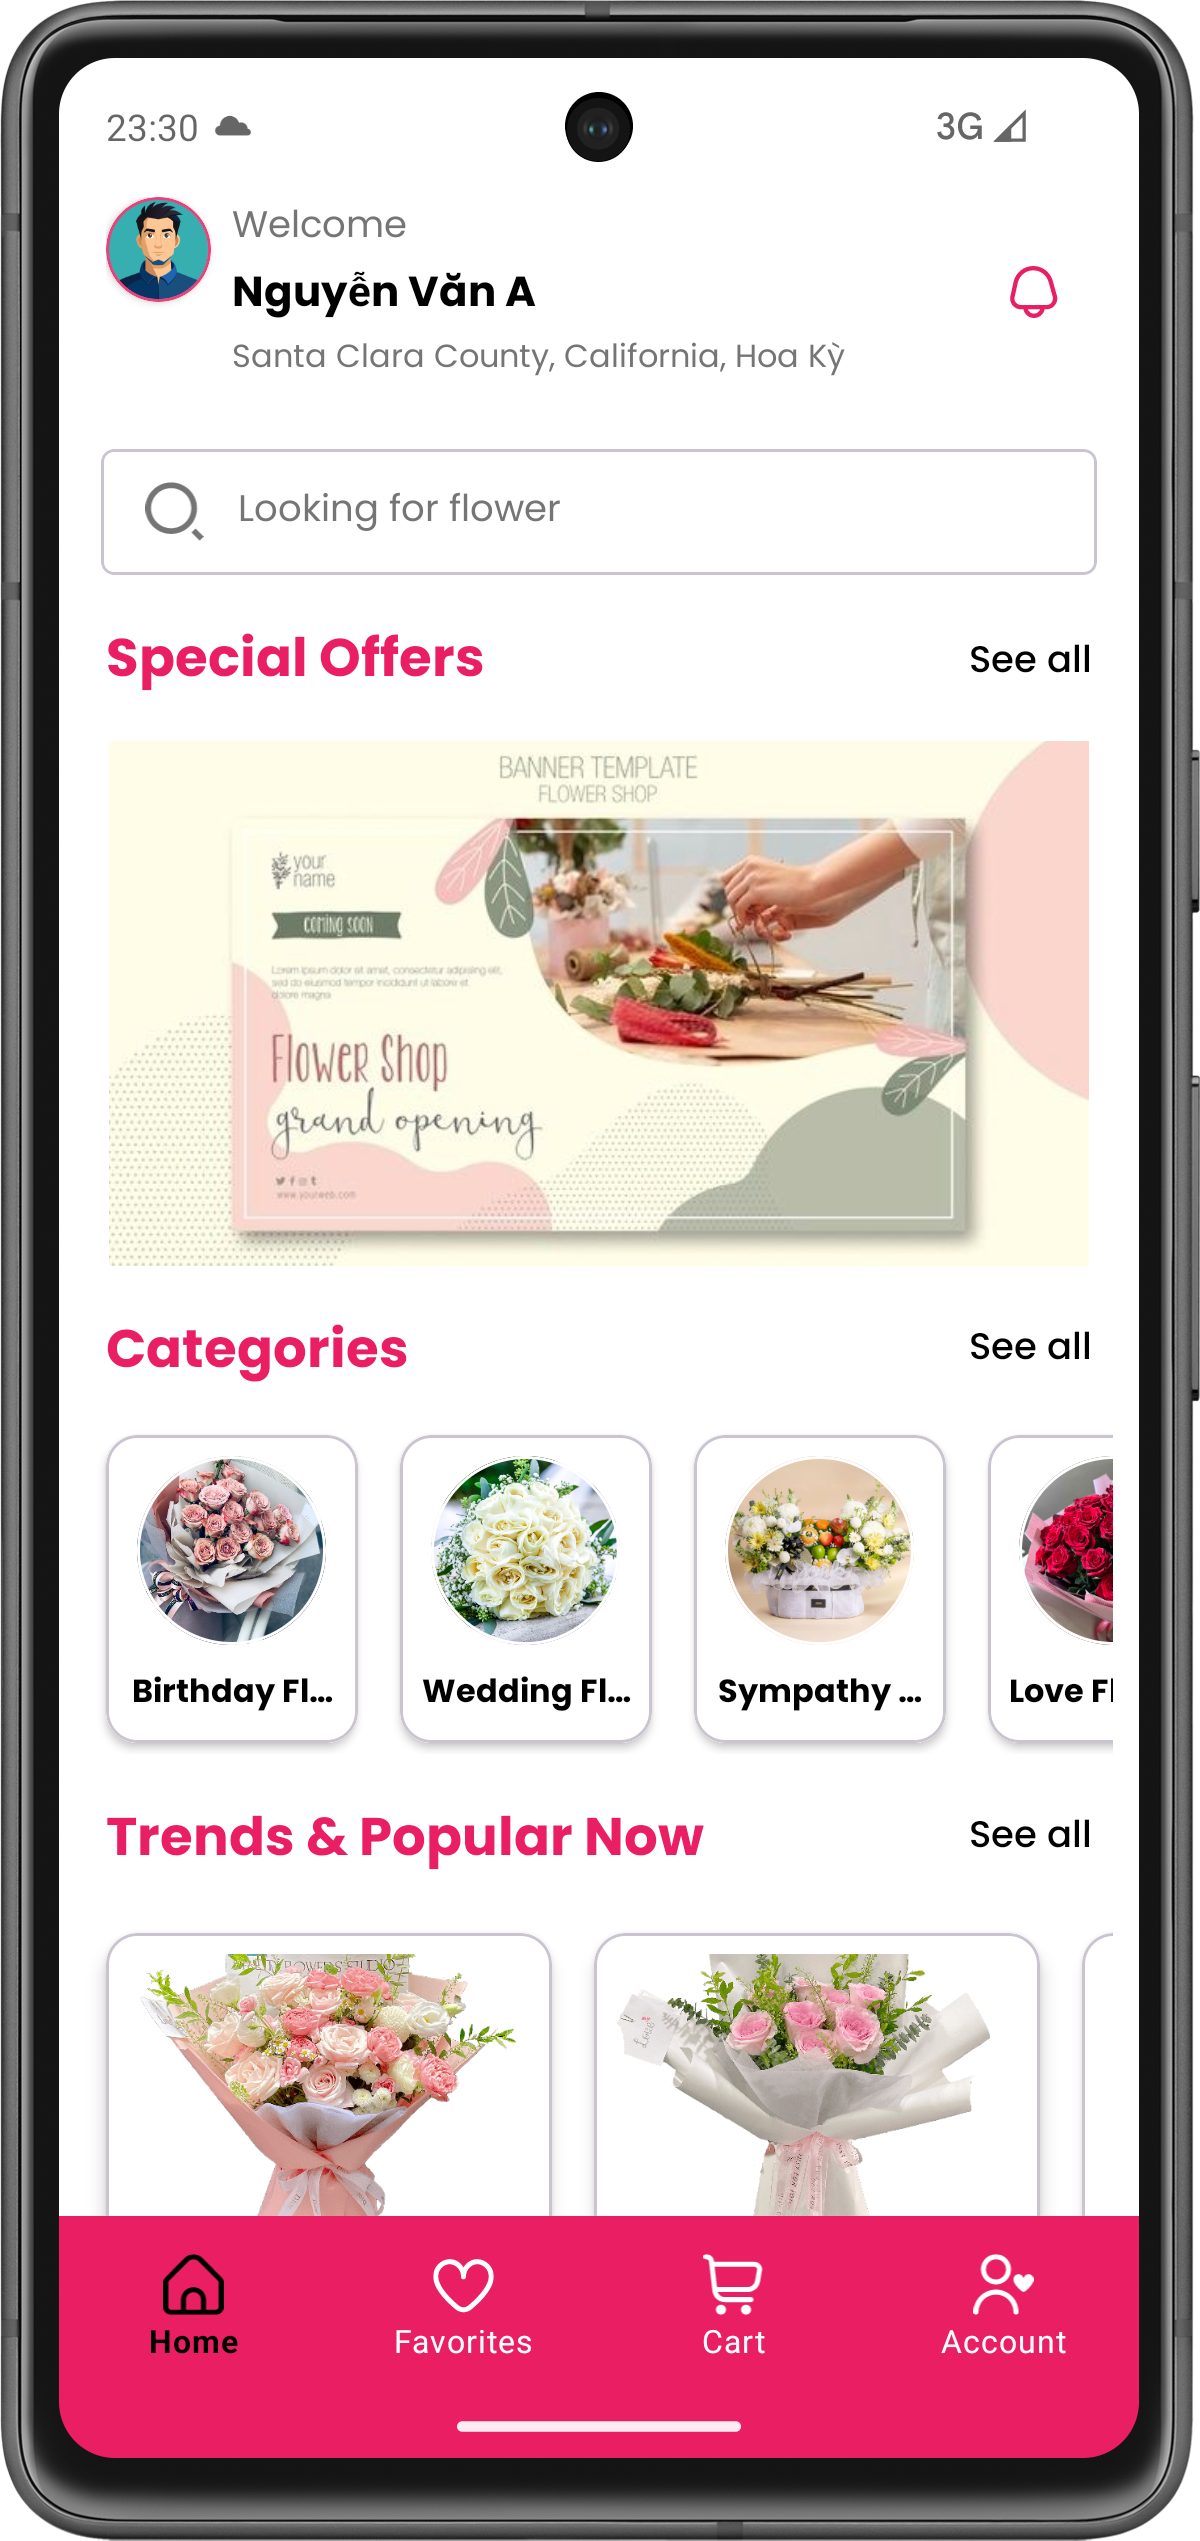 23:30
3G
Welcome
Nguyễn Văn A
Santa Clara County, California, Hoa Kỳ
Looking for flower
Special Offers
See all
BANNER TEMPLATE
FLOWER SHOP
your
name
coming soon
Lorem ipsum dolor sit amet, consectetur adipising elit,
sed do eiusmod tempor incididunt ut labore et
dolore magna
Flower Shop
grand opening
www.yourweb.com
Categories
See all
Birthday Fl...
Wedding Fl...
Sympathy ...
Love Fl
Trends & Popular Now
See all
Love
Home
Favorites
Cart
Account